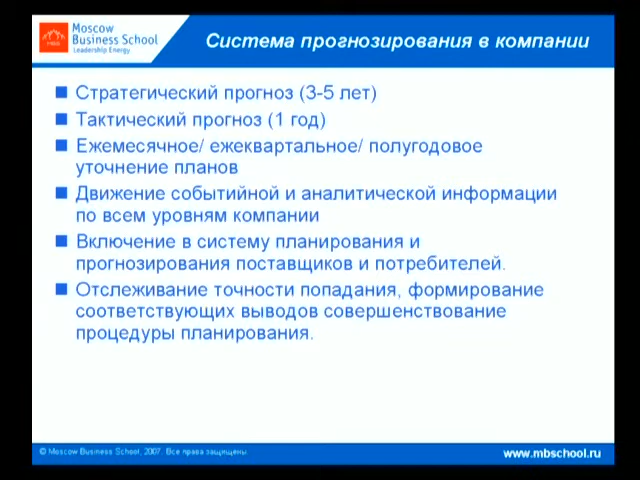 Moscow
Business School
Leadership Energy
Система прогнозирования в компании
Стратегический прогноз (3-5 лет)
Тактический прогноз (1 год)
Ежемесячное/ ежеквартальное/ полугодовое
уточнение планов
Движение событийной и аналитической информации
по всем уровням компании
Включение в систему планирования и
прогнозирования поставщиков и потребителей.
Отслеживание точности попадания, формирование
соответствующих выводов совершенствование
процедуры планирования.
© Moscow Business School, 2007. Все права защищены.
www.mbschool.ru